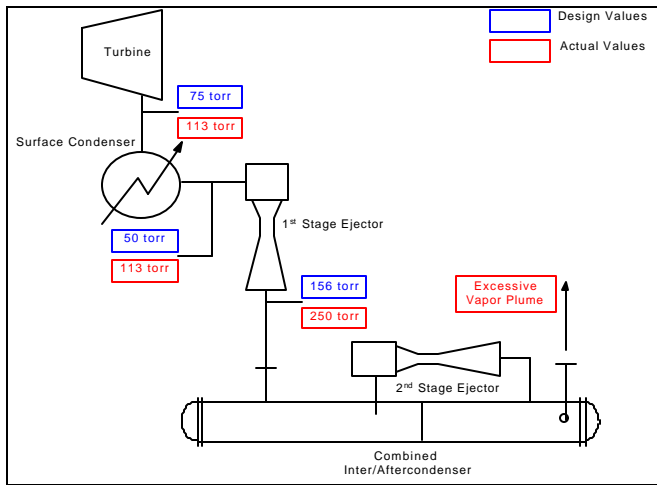 Design Values
Actual Values
Turbine
75 torr
113 torr
Surface Condenser
1st Stage Ejector
50 torr
113 torr
156 torr
250 torr
Excessive
Vapor Plume
2nd Stage Ejector
Combined
Inter/Aftercondenser